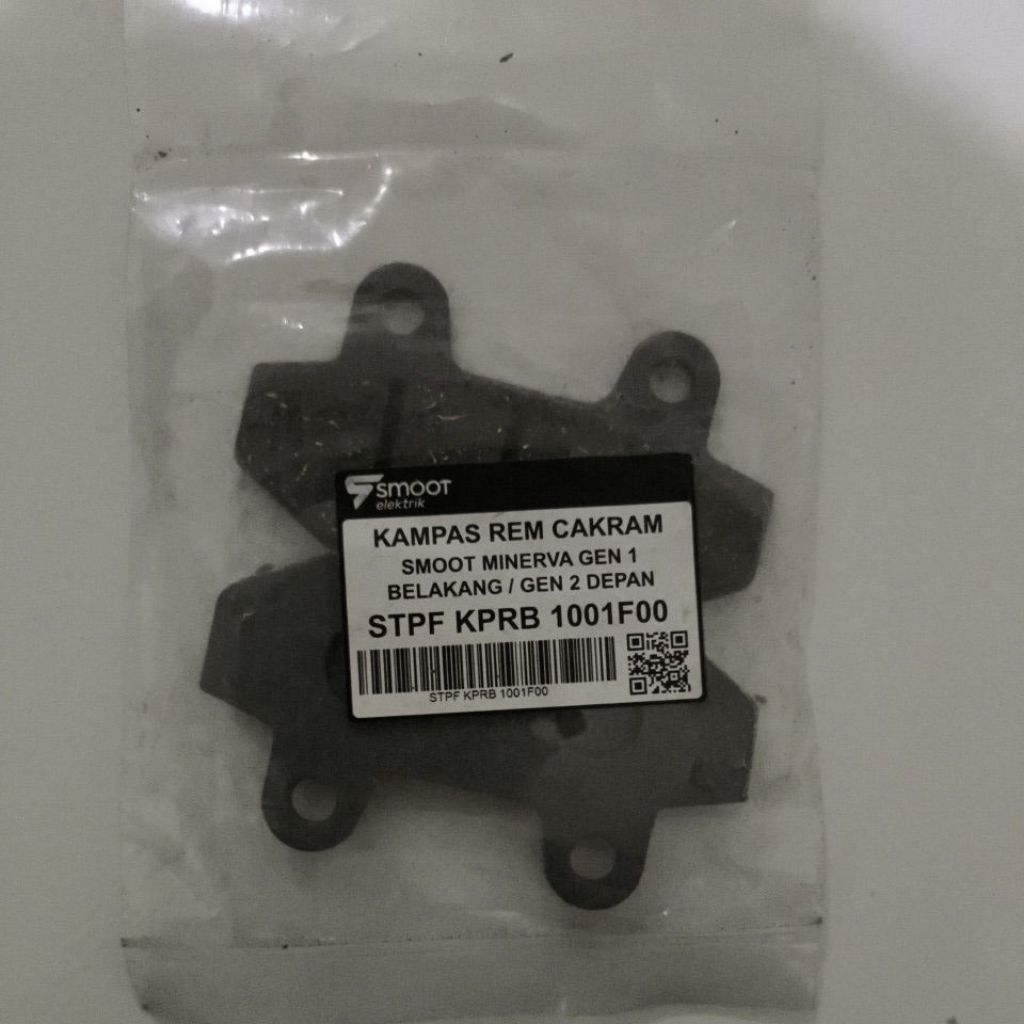 smoot
elektrik
KAMPAS REM CAKRAM
SMOOT MINERVA GEN 1
BELAKANG / GEN 2 DEPAN
STPF KPRB 1001F00
STPF KPRB 1001F00